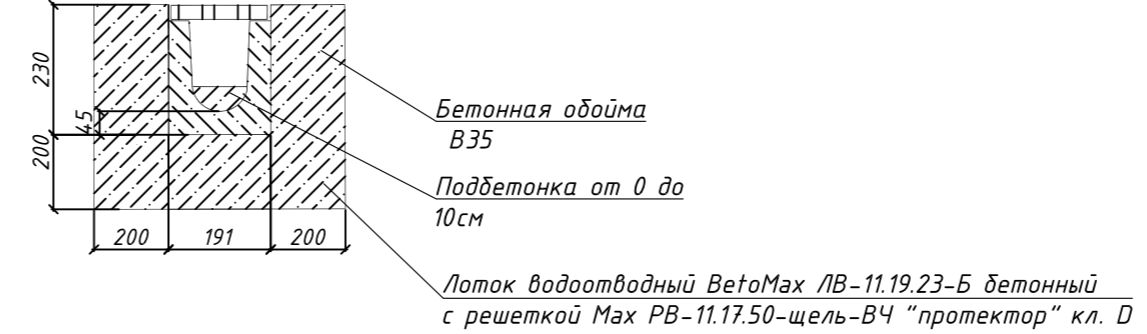 230
45
200
200 191 200
Бетонная обойма
В35
Подбетонка от 0 до
10см
Лоток водоотводный BetoMax ЛВ-11.19.23-Б бетонный
с решеткой Max РВ-11.17.50-щель-ВЧ "протектор" кл. D